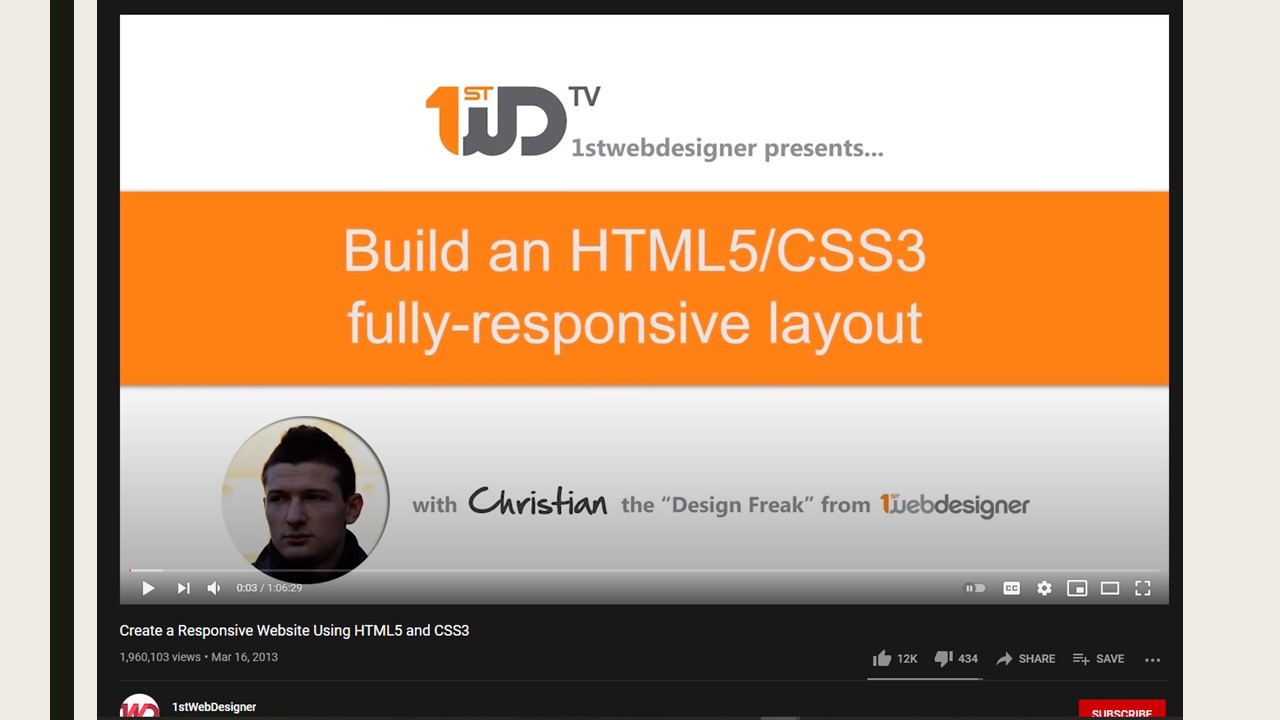 1ST WD TV
1stwebdesigner presents...
Build an HTML5/CSS3
fully-responsive layout
with Christian the “Design Freak” from 1ST webdesigner
0:03 / 1:06:29
CC
Create a Responsive Website Using HTML5 and CSS3
1,960,103 views • Mar 16, 2013
12K 434 SHARE SAVE
WD
1stWebDesigner
SUBSCRIBE